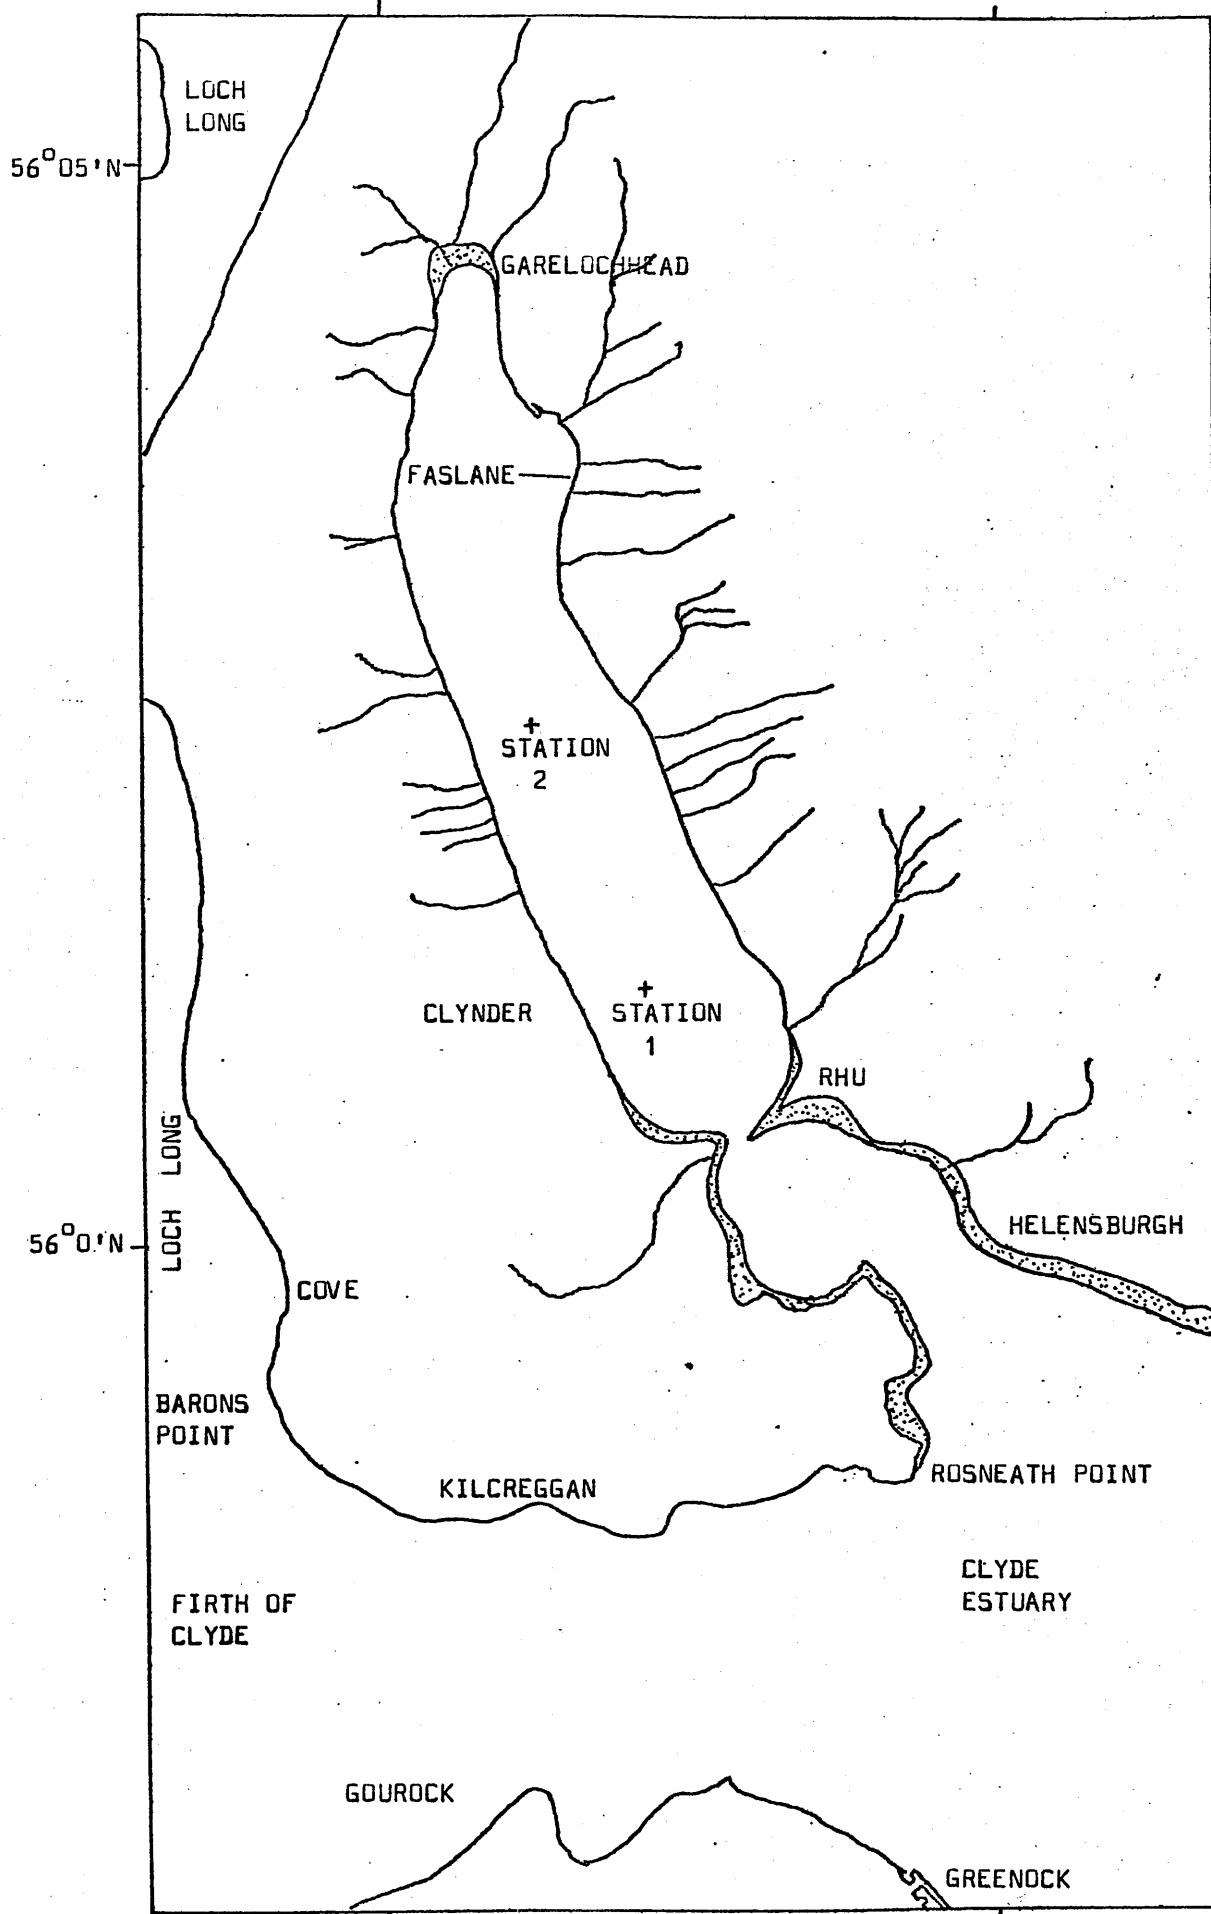 LOCH
LONG
56°05'N
GARELOCHHEAD
FASLANE
+
STATION
2
+
STATION
1
CLYNDER
RHU
LOCH LONG
HELENSBURGH
56°0.'N
COVE
BARONS
POINT
ROSNEATH POINT
KILCREGGAN
CLYDE
ESTUARY
FIRTH OF
CLYDE
GOUROCK
GREENOCK